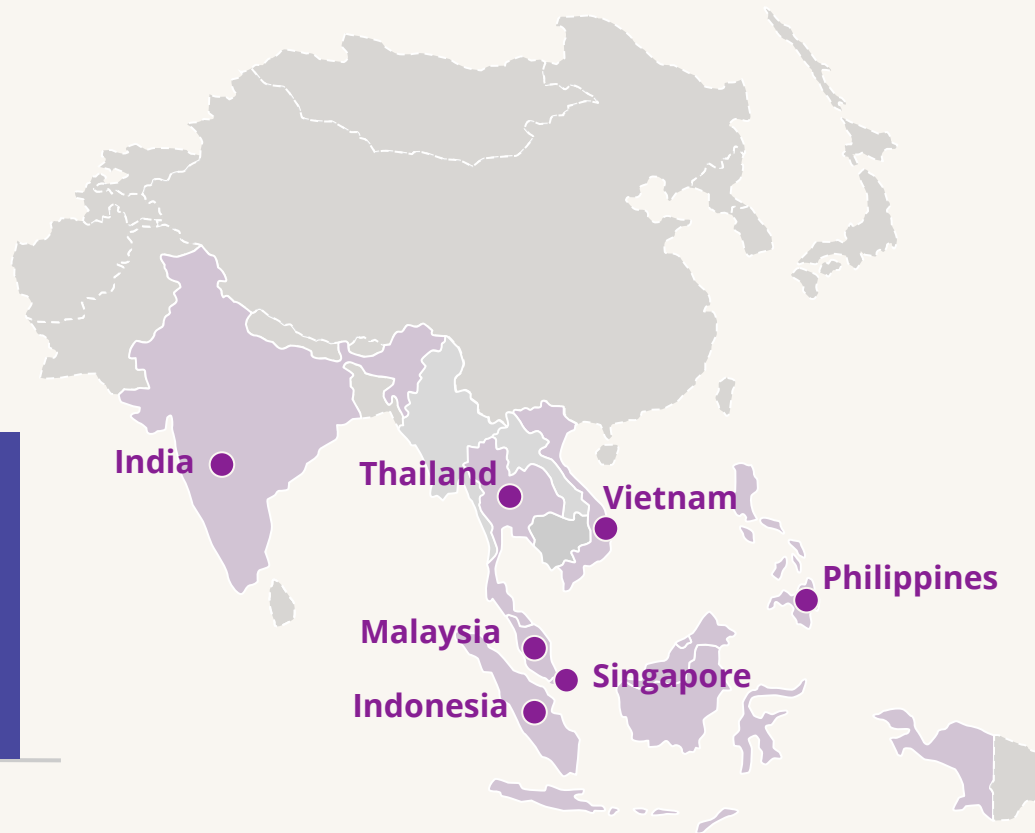 India
Thailand
Vietnam
Philippines
Malaysia
Singapore
Indonesia